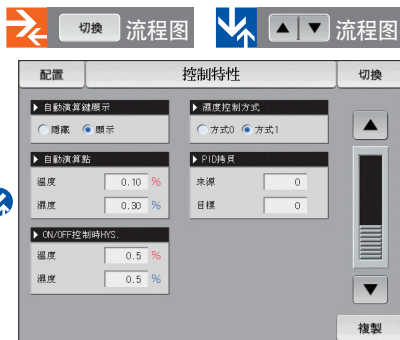 切換 流程图 ▲ ▼ 流程图
配置 控制特性 切換
▶ 自動演算鍵顯示
隱藏 顯示
▶ 濕度控制方式
方式0 方式1
▶ 自動演算點
溫度 0.10 %
濕度 0.30 %
▶ PID拷貝
來源 0
目標 0
▶ ON/OFF控制時HYS.
溫度 0.5 %
濕度 0.5 %
▲
▼
複製